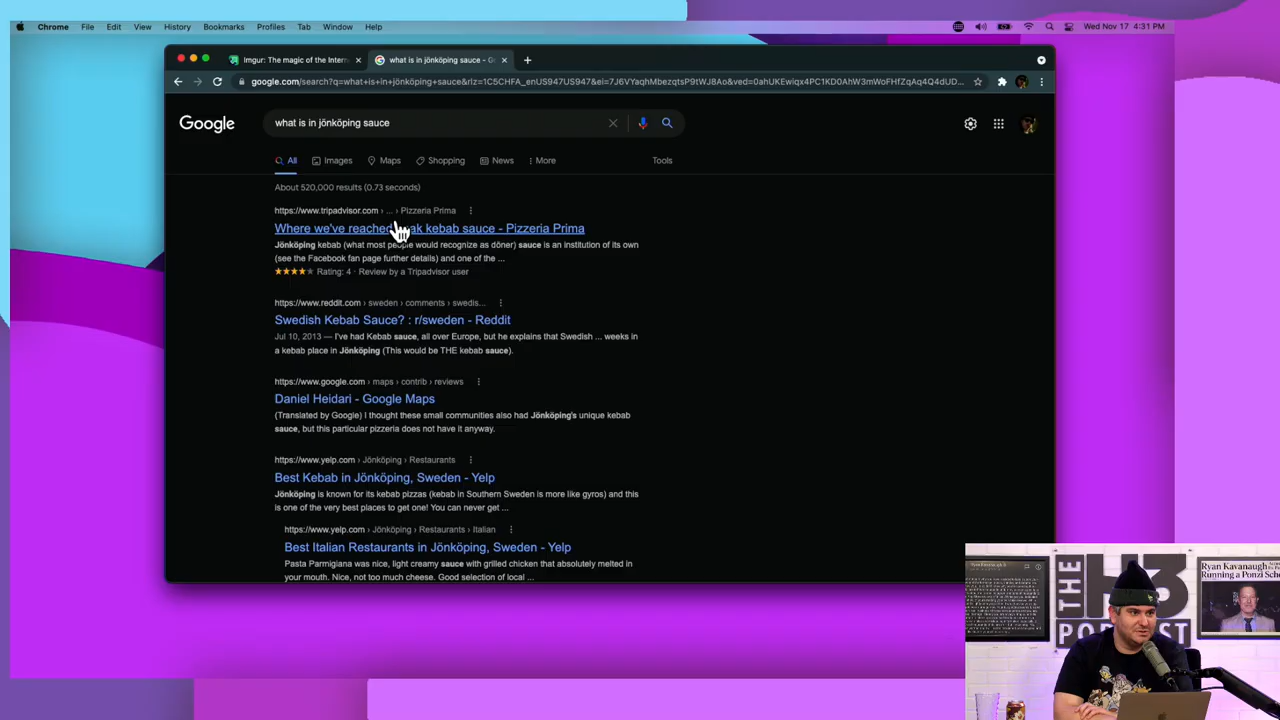 Chrome File Edit View History Bookmarks Profiles Tab Window Help Wed Nov 17 4:31 PM
Imgur: The magic of the Intern
what is in jönköping sauce - Go
google.com/search?q=what+is+in+jönköping+sauce&rlz=1C5CHFA_enUS947US947&ei=7J6VYaqhMbezqtsP9tWJ8Ao&ved=0ahUKEwiqx4PC1KD0AhW3mWoFHfZqAq4Q4dUD...
Google
what is in jönköping sauce
All Images Maps Shopping News More Tools
About 520,000 results (0.73 seconds)
https://www.tripadvisor.com › ... › Pizzeria Prima
Where we've reached ak kebab sauce - Pizzeria Prima
Jönköping kebab (what most people would recognize as döner) sauce is an institution of its own
(see the Facebook fan page further details) and one of the ...
Rating: 4 · Review by a Tripadvisor user
https://www.reddit.com › sweden › comments › swedis...
Swedish Kebab Sauce? : r/sweden - Reddit
Jul 10, 2013 — I've had Kebab sauce, all over Europe, but he explains that Swedish ... weeks in
a kebab place in Jönköping (This would be THE kebab sauce).
https://www.google.com › maps › contrib › reviews
Daniel Heidari - Google Maps
(Translated by Google) I thought these small communities also had Jönköping's unique kebab
sauce, but this particular pizzeria does not have it anyway.
https://www.yelp.com › Jönköping › Restaurants
Best Kebab in Jönköping, Sweden - Yelp
Jönköping is known for its kebab pizzas (kebab in Southern Sweden is more like gyros) and this
is one of the very best places to get one! You can never get ...
https://www.yelp.com › Jönköping › Restaurants › Italian
Best Italian Restaurants in Jönköping, Sweden - Yelp
Pasta Parmigiana was nice, light creamy sauce with grilled chicken that absolutely melted in
your mouth. Nice, not too much cheese. Good selection of local ...
THE
H3
PODCAST
Ryan Kavanaugh
Running a Ponzi Sche